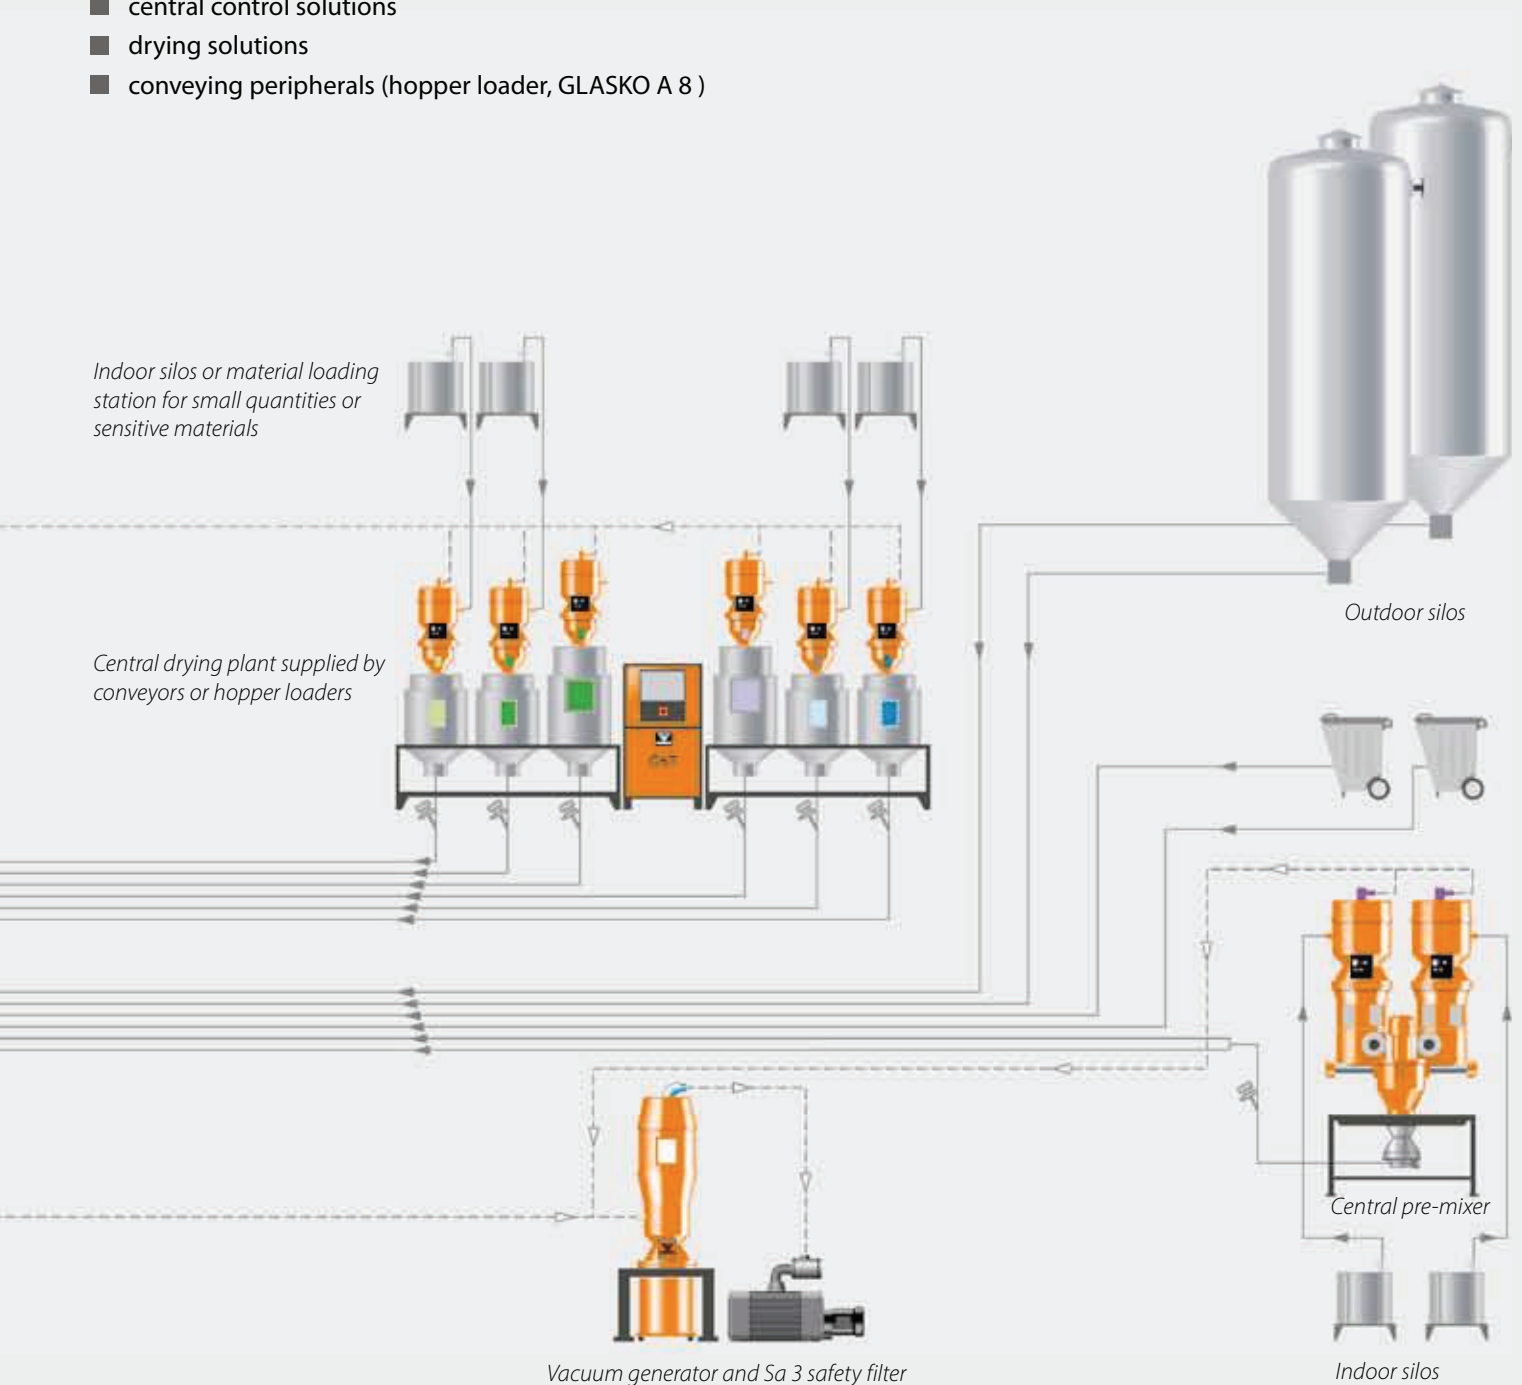 central control solutions
drying solutions
conveying peripherals (hopper loader, GLASKO A 8 )
Indoor silos or material loading
station for small quantities or
sensitive materials
Outdoor silos
Central drying plant supplied by
conveyors or hopper loaders
Central pre-mixer
Vacuum generator and Sa 3 safety filter
Indoor silos